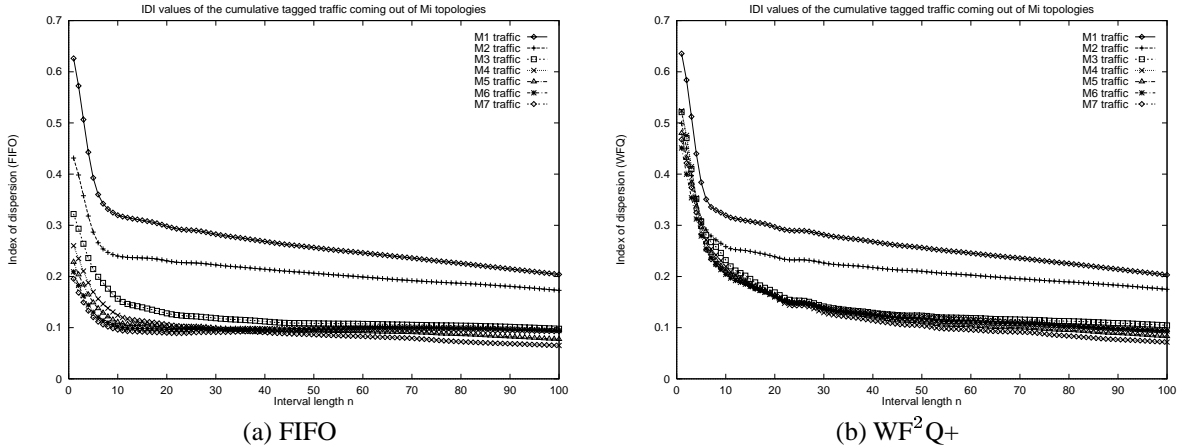 IDI values of the cumulative tagged traffic coming out of Mi topologies
0.7
0.6
0.5
0.4
0.3
0.2
0.1
0
Index of dispersion (FIFO)
M1 traffic
M2 traffic
M3 traffic
M4 traffic
M5 traffic
M6 traffic
M7 traffic
0 10 20 30 40 50 60 70 80 90 100
Interval length n
(a) FIFO
IDI values of the cumulative tagged traffic coming out of Mi topologies
0.7
0.6
0.5
0.4
0.3
0.2
0.1
0
Index of dispersion (WFQ)
M1 traffic
M2 traffic
M3 traffic
M4 traffic
M5 traffic
M6 traffic
M7 traffic
0 10 20 30 40 50 60 70 80 90 100
Interval length n
(b) WF²Q+